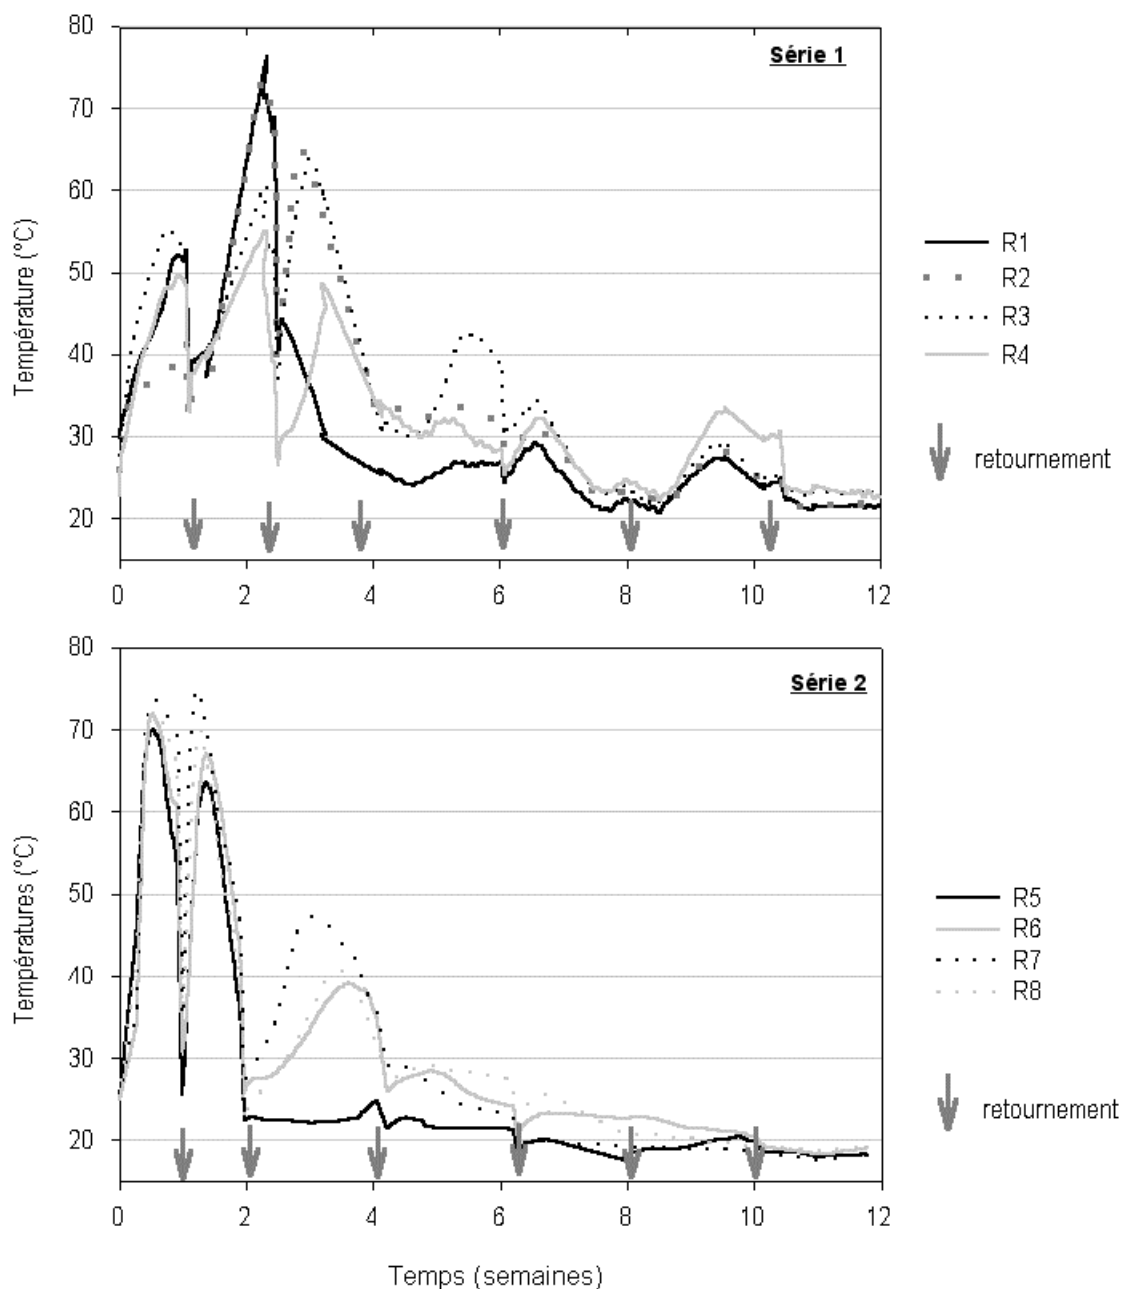 80
Série 1
70
60
50
40
30
20
Température (°C)
0 2 4 6 8 10 12
R1
R2
R3
R4
retournement
80
Série 2
70
60
50
40
30
20
Températures (°C)
0 2 4 6 8 10 12
Temps (semaines)
R5
R6
R7
R8
retournement